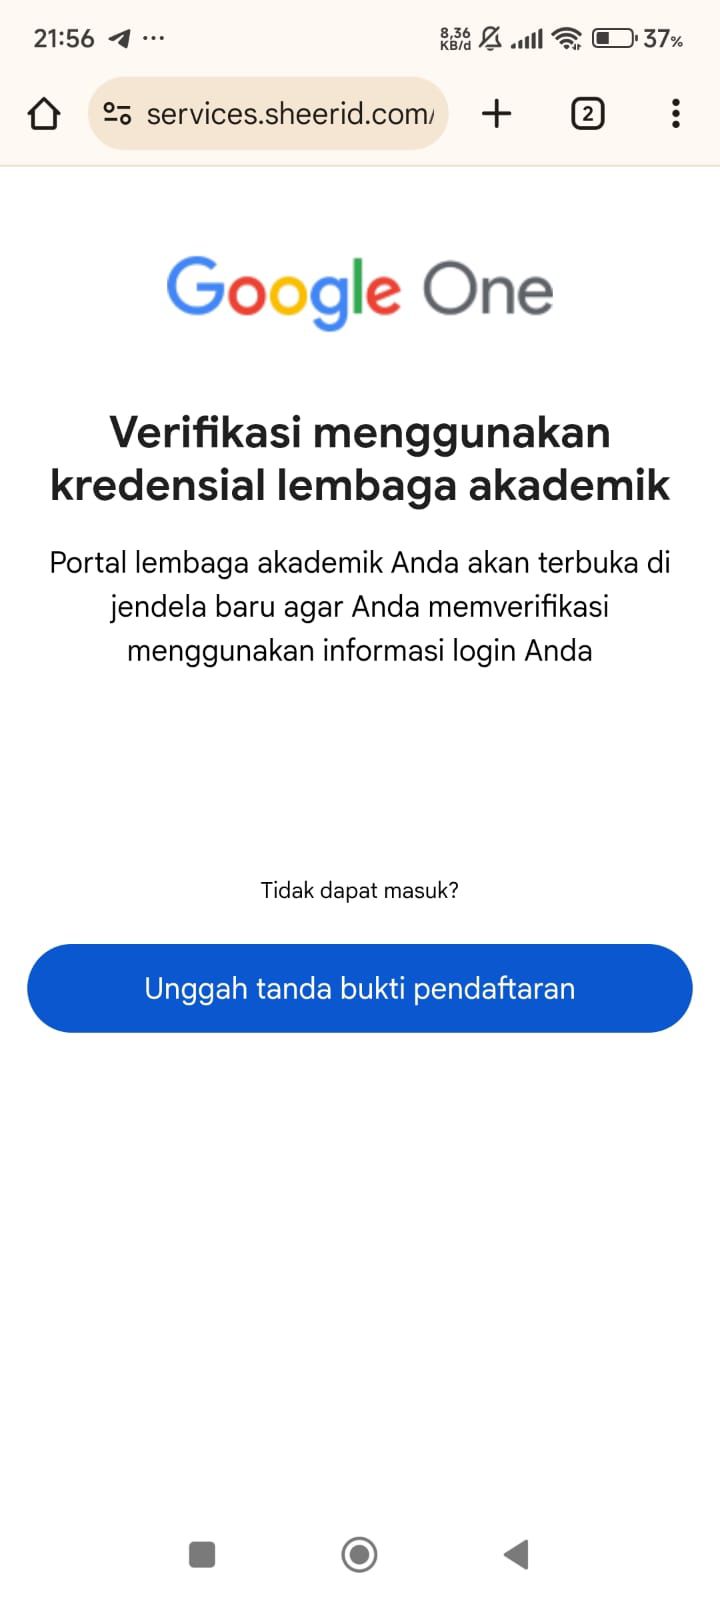 21:56
8,36
KB/d
37%
services.sheerid.com/
2
Google One
Verifikasi menggunakan
kredensial lembaga akademik
Portal lembaga akademik Anda akan terbuka di
jendela baru agar Anda memverifikasi
menggunakan informasi login Anda
Tidak dapat masuk?
Unggah tanda bukti pendaftaran